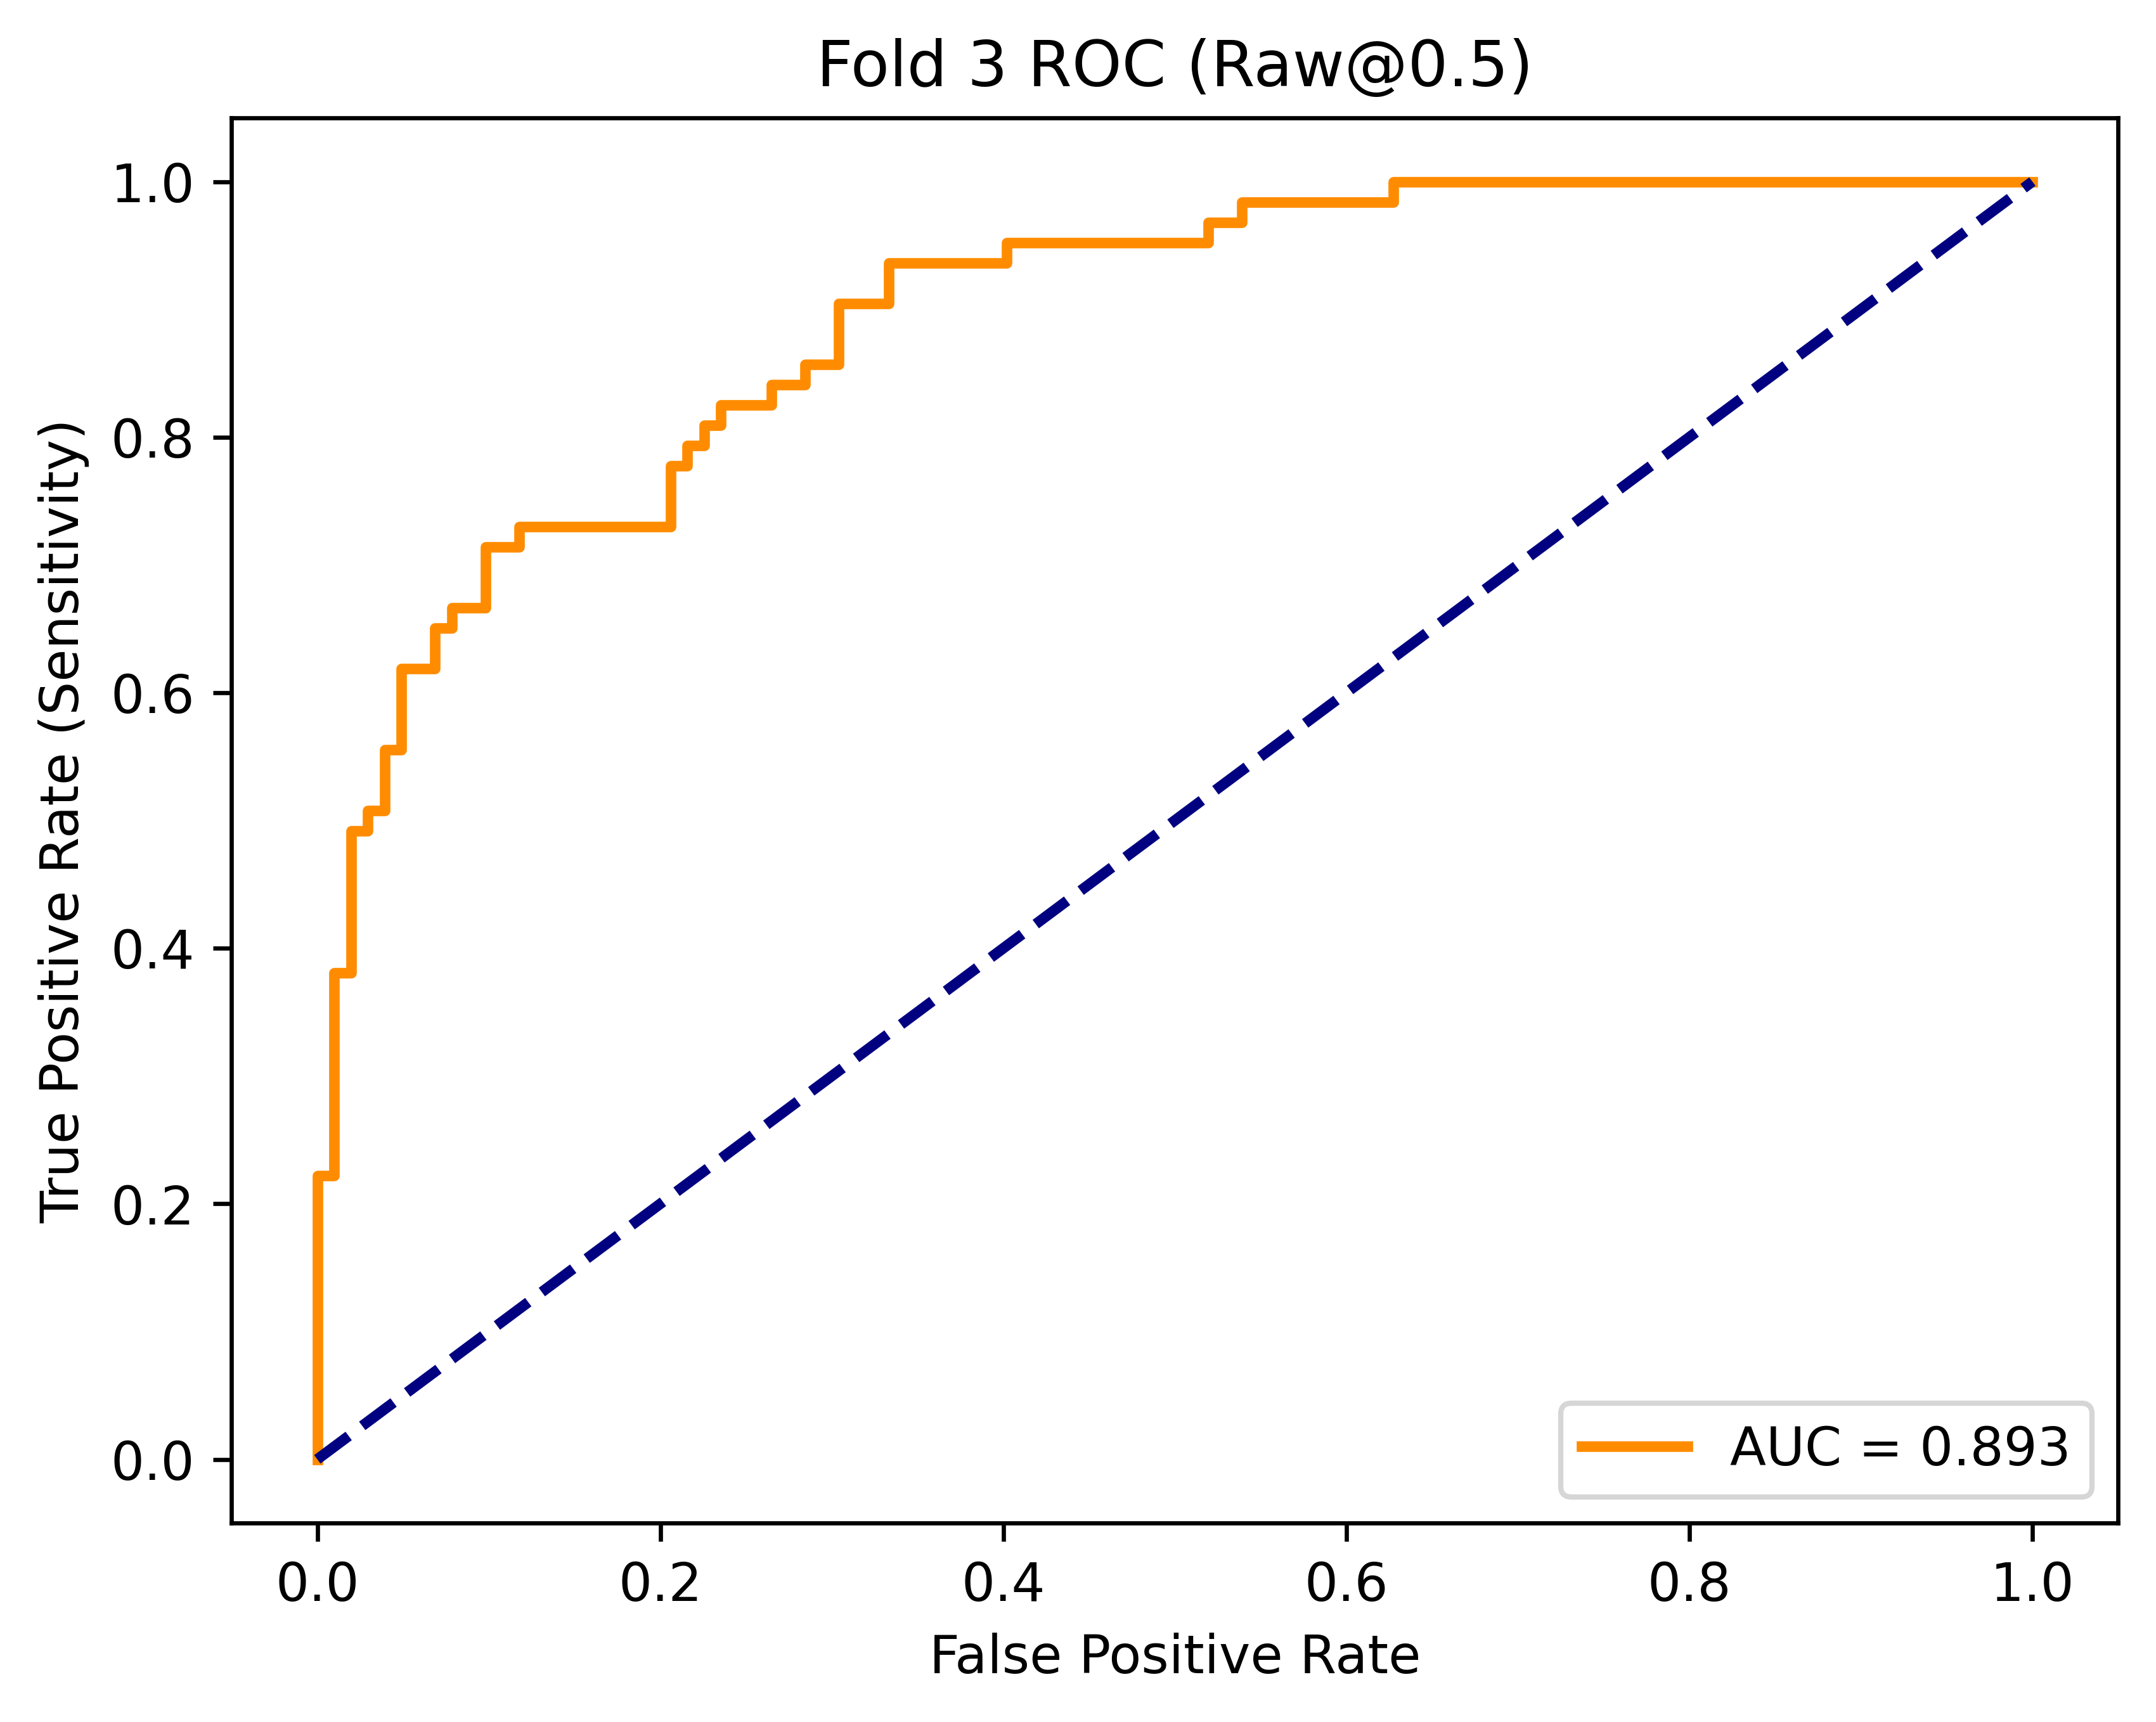 Fold 3 ROC (Raw@0.5)
True Positive Rate (Sensitivity)
1.0
0.8
0.6
0.4
0.2
0.0
AUC = 0.893
0.0 0.2 0.4 0.6 0.8 1.0
False Positive Rate